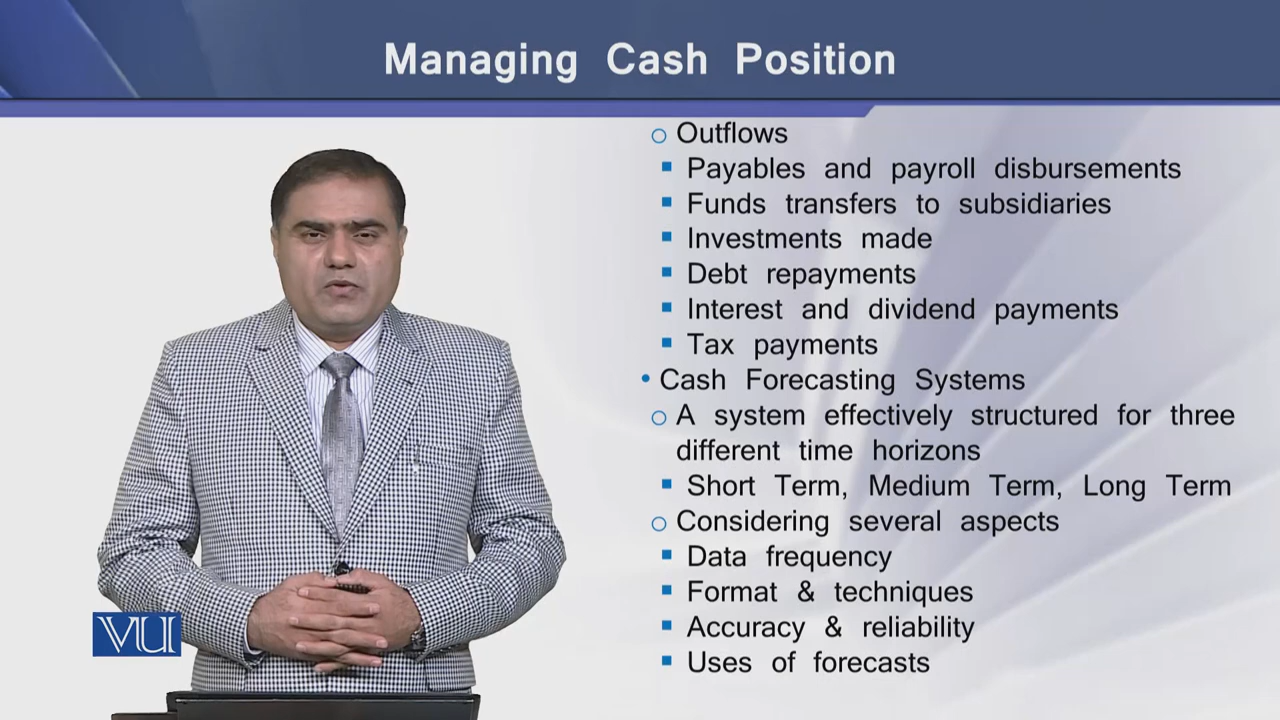 Managing Cash Position
○ Outflows
▪ Payables and payroll disbursements
▪ Funds transfers to subsidiaries
▪ Investments made
▪ Debt repayments
▪ Interest and dividend payments
▪ Tax payments
• Cash Forecasting Systems
○ A system effectively structured for three
different time horizons
▪ Short Term, Medium Term, Long Term
○ Considering several aspects
▪ Data frequency
▪ Format & techniques
▪ Accuracy & reliability
▪ Uses of forecasts
VU